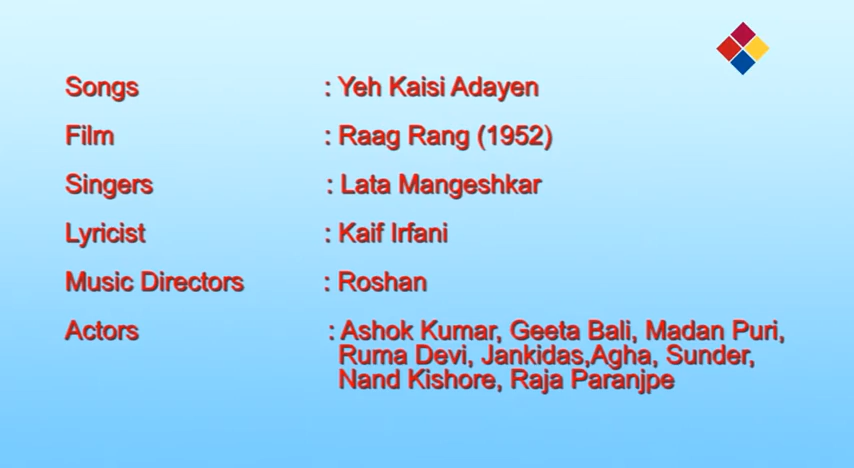 Songs : Yeh Kaisi Adayen
Film : Raag Rang (1952)
Singers : Lata Mangeshkar
Lyricist : Kaif Irfani
Music Directors : Roshan
Actors : Ashok Kumar, Geeta Bali, Madan Puri,
Ruma Devi, Jankidas,Agha, Sunder,
Nand Kishore, Raja Paranjpe